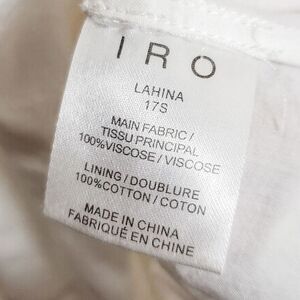 IRO
LAHINA
17S
MAIN FABRIC /
TISSU PRINCIPAL
100%VISCOSE / VISCOSE
LINING / DOUBLURE
100%COTTON / COTON
MADE IN CHINA
FABRIQUÉ EN CHINE